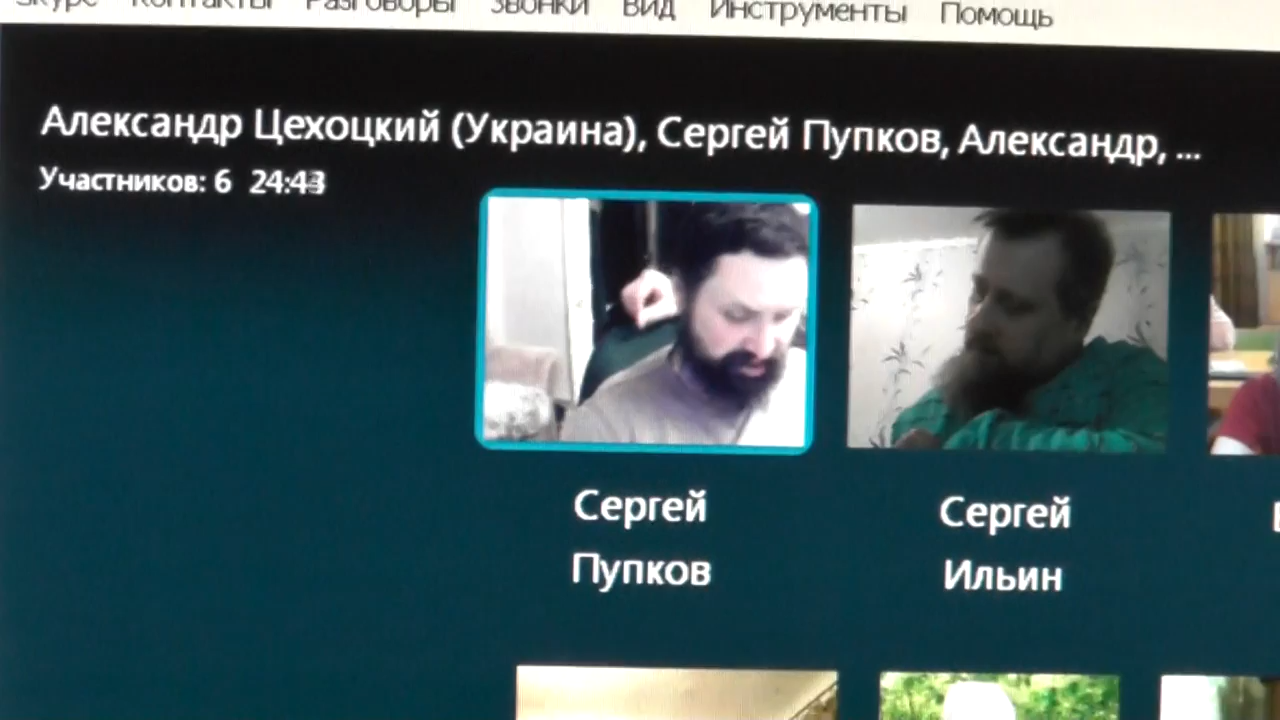 Skype Контакты Разговоры Звонки Вид Инструменты Помощь
Александр Цехоцкий (Украина), Сергей Пупков, Александр, ...
Участников: 6 24:43
Сергей
Пупков
Сергей
Ильин